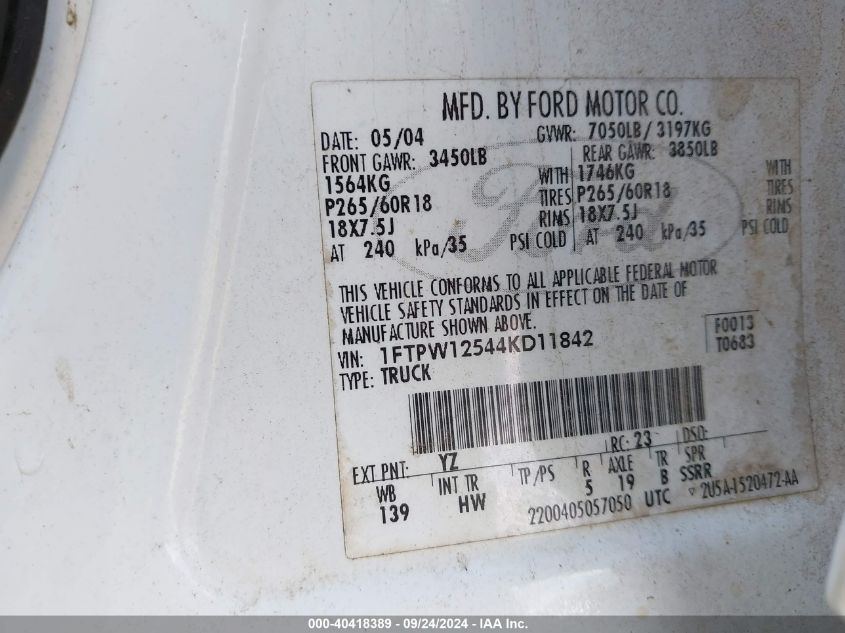 MFD. BY FORD MOTOR CO.
DATE: 05/04 GVWR: 7050LB/ 3197KG
FRONT GAWR: 3450LB REAR GAWR: 3850LB
1564KG WITH 1746KG WITH
P265/60R18 TIRES P265/60R18 TIRES
18X7.5J RIMS 18X7.5J RIMS
AT 240 kPa/35 PSI COLD AT 240 kPa/35 PSI COLD
Ford
THIS VEHICLE CONFORMS TO ALL APPLICABLE FEDERAL MOTOR
VEHICLE SAFETY STANDARDS IN EFFECT ON THE DATE OF
MANUFACTURE SHOWN ABOVE.
VIN: 1FTPW12544KD11842 F0013
TYPE: TRUCK T0683
EXT PNT: YZ RC: 23 DSO:
WB INT TR TP/PS R AXLE TR SPR
139 HW 5 19 B SSRR
2200405057050 UTC ▽ 2U5A-1520472-AA
000-40418389 - 09/24/2024 - IAA Inc.